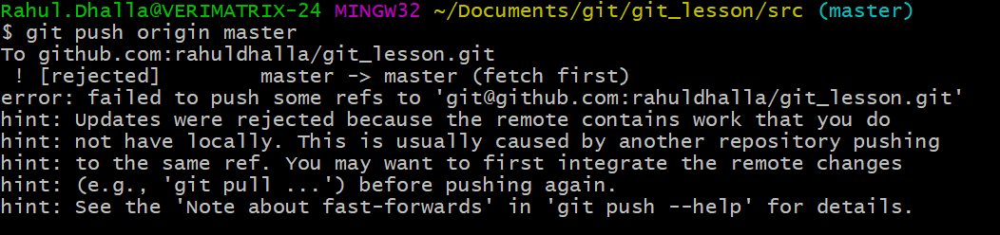 Rahul.Dhalla@VERIMATRIX-24 MINGW32 ~/Documents/git/git_lesson/src (master)
$ git push origin master
To github.com:rahuldhalla/git_lesson.git
 ! [rejected]        master -> master (fetch first)
error: failed to push some refs to 'git@github.com:rahuldhalla/git_lesson.git'
hint: Updates were rejected because the remote contains work that you do
hint: not have locally. This is usually caused by another repository pushing
hint: to the same ref. You may want to first integrate the remote changes
hint: (e.g., 'git pull ...') before pushing again.
hint: See the 'Note about fast-forwards' in 'git push --help' for details.